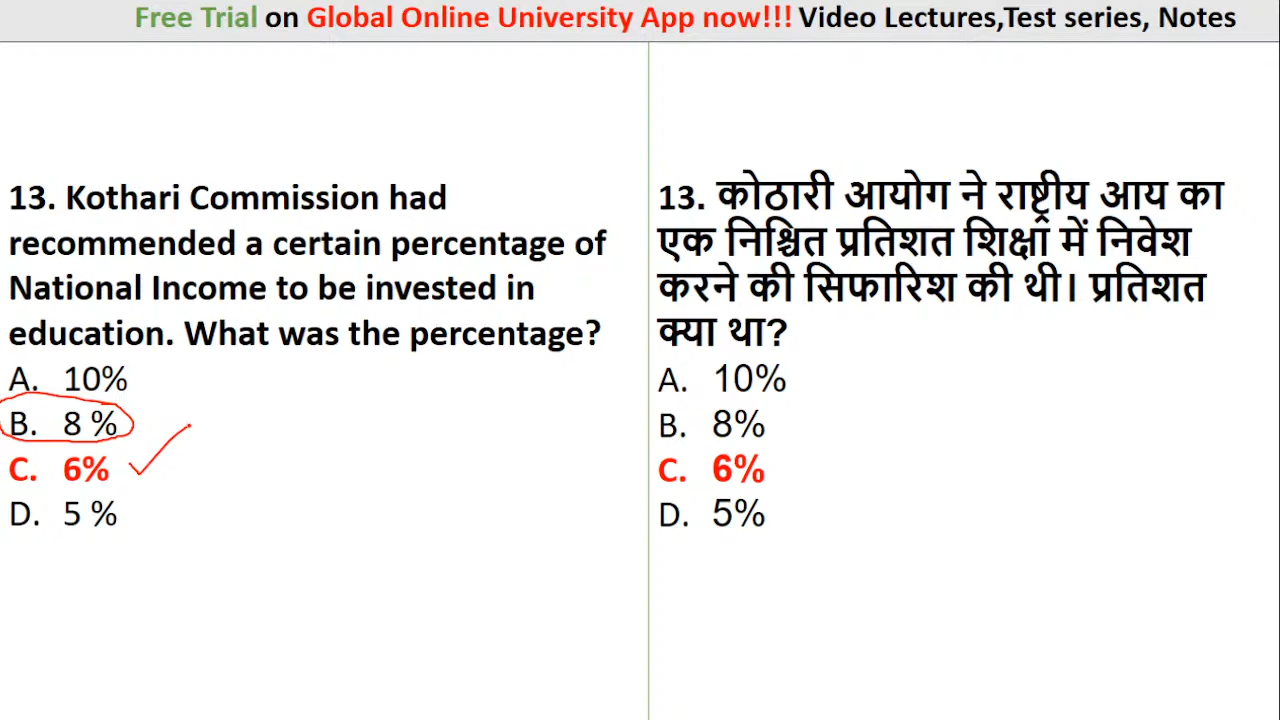 Free Trial on Global Online University App now!!! Video Lectures,Test series, Notes
13. Kothari Commission had
recommended a certain percentage of
National Income to be invested in
education. What was the percentage?
A. 10%
B. 8 %
C. 6%
D. 5 %
13. कोठारी आयोग ने राष्ट्रीय आय का
एक निश्चित प्रतिशत शिक्षा में निवेश
करने की सिफारिश की थी। प्रतिशत
क्या था?
A. 10%
B. 8%
C. 6%
D. 5%